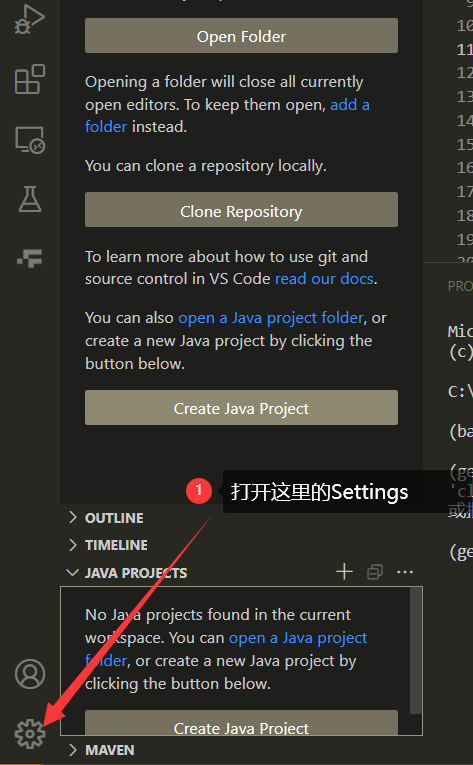 Open Folder
Opening a folder will close all currently
open editors. To keep them open, add a
folder instead.
You can clone a repository locally.
Clone Repository
To learn more about how to use git and
source control in VS Code read our docs.
You can also open a Java project folder, or
create a new Java project by clicking the
button below.
Create Java Project
1 打开这里的Settings
OUTLINE
TIMELINE
JAVA PROJECTS
No Java projects found in the current
workspace. You can open a Java project
folder, or create a new Java project by
clicking the button below.
Create Java Project
MAVEN
10
11
12
13
14
15
16
17
18
19
20
PRO
Mic
(c)
C:\
(ba
(ge
'cl
(ge